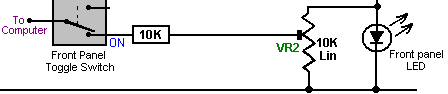 To
Computer
ON
10K
Front Panel
Toggle Switch
VR2
10K
Lin
Front panel
LED